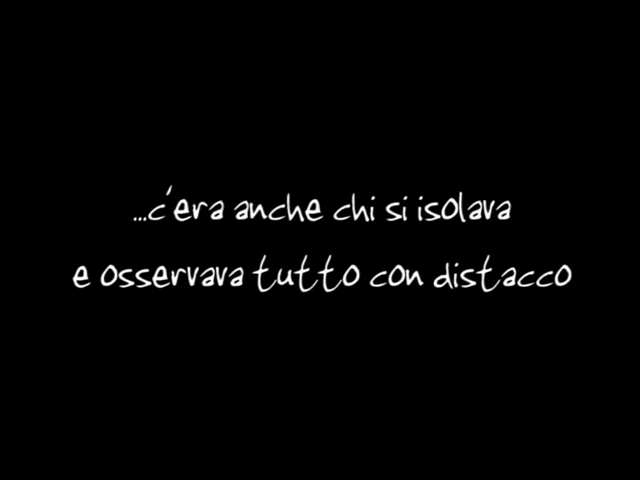 ...c'era anche chi si isolava
e osservava tutto con distacco